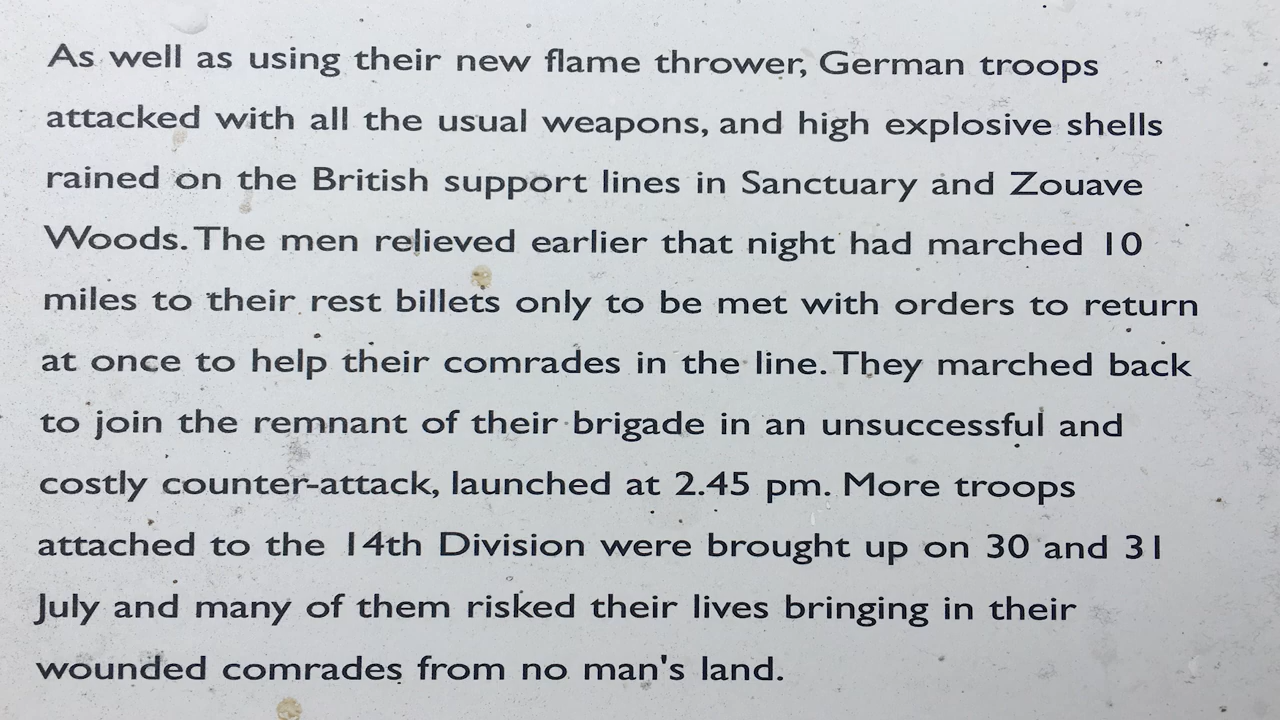 As well as using their new flame thrower, German troops
attacked with all the usual weapons, and high explosive shells
rained on the British support lines in Sanctuary and Zouave
Woods. The men relieved earlier that night had marched 10
miles to their rest billets only to be met with orders to return
at once to help their comrades in the line. They marched back
to join the remnant of their brigade in an unsuccessful and
costly counter-attack, launched at 2.45 pm. More troops
attached to the 14th Division were brought up on 30 and 31
July and many of them risked their lives bringing in their
wounded comrades from no man's land.